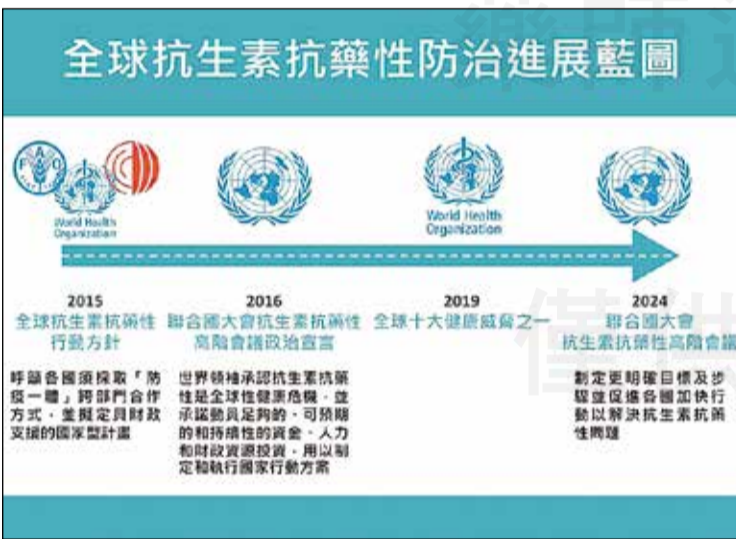 全球抗生素抗藥性防治進展藍圖
FAO
World Health
Organization
World Health
Organization
2015
全球抗生素抗藥性
行動方針
呼籲各國須採取「防
疫一體」跨部門合作
方式，並擬定具財政
支援的國家型計畫
2016
聯合國大會抗生素抗藥性
高階會議政治宣言
世界領袖承認抗生素抗藥
性是全球性健康危機，並
承諾動員足夠的、可預期
的和持續性的資金、人力
和財政資源投資，用以制
定和執行國家行動方案
2019
全球十大健康威脅之一
2024
聯合國大會
抗生素抗藥性高階會議
制定更明確目標及步
驟並促進各國加快行
動以解決抗生素抗藥
性問題
僅供